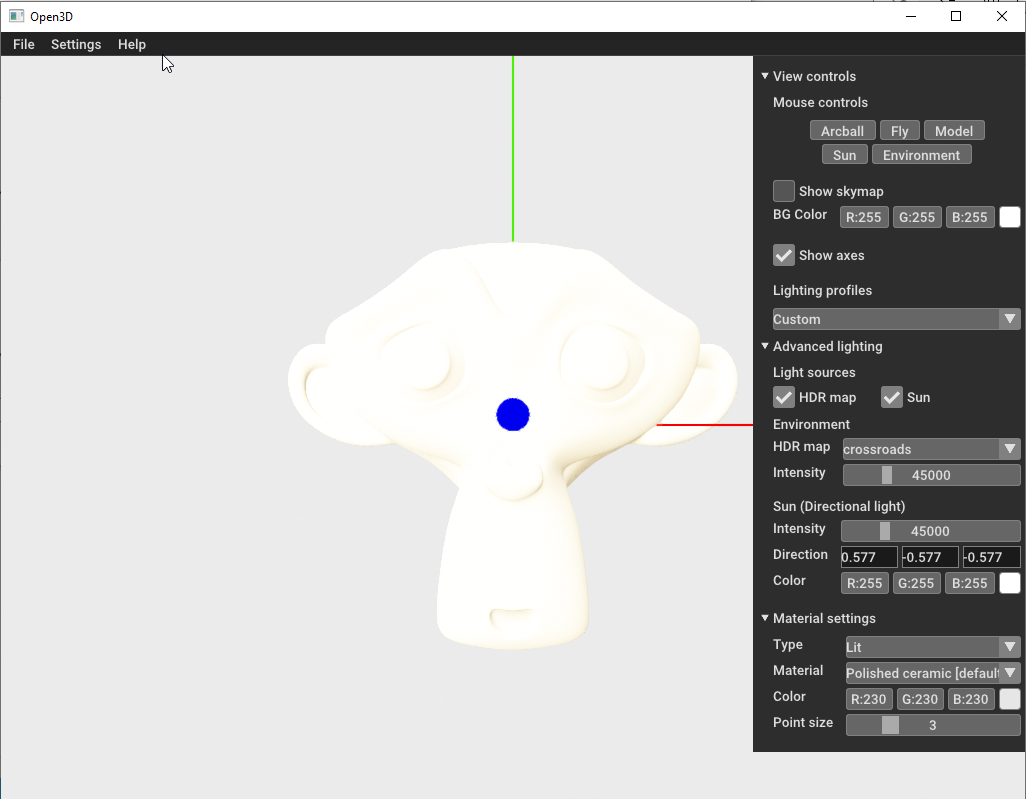 Open3D
File Settings Help
View controls
Mouse controls
Arcball Fly Model
Sun Environment
Show skymap
BG Color R:255 G:255 B:255
Show axes
Lighting profiles
Custom
Advanced lighting
Light sources
HDR map Sun
Environment
HDR map crossroads
Intensity 45000
Sun (Directional light)
Intensity 45000
Direction 0.577 -0.577 -0.577
Color R:255 G:255 B:255
Material settings
Type Lit
Material Polished ceramic [default
Color R:230 G:230 B:230
Point size 3